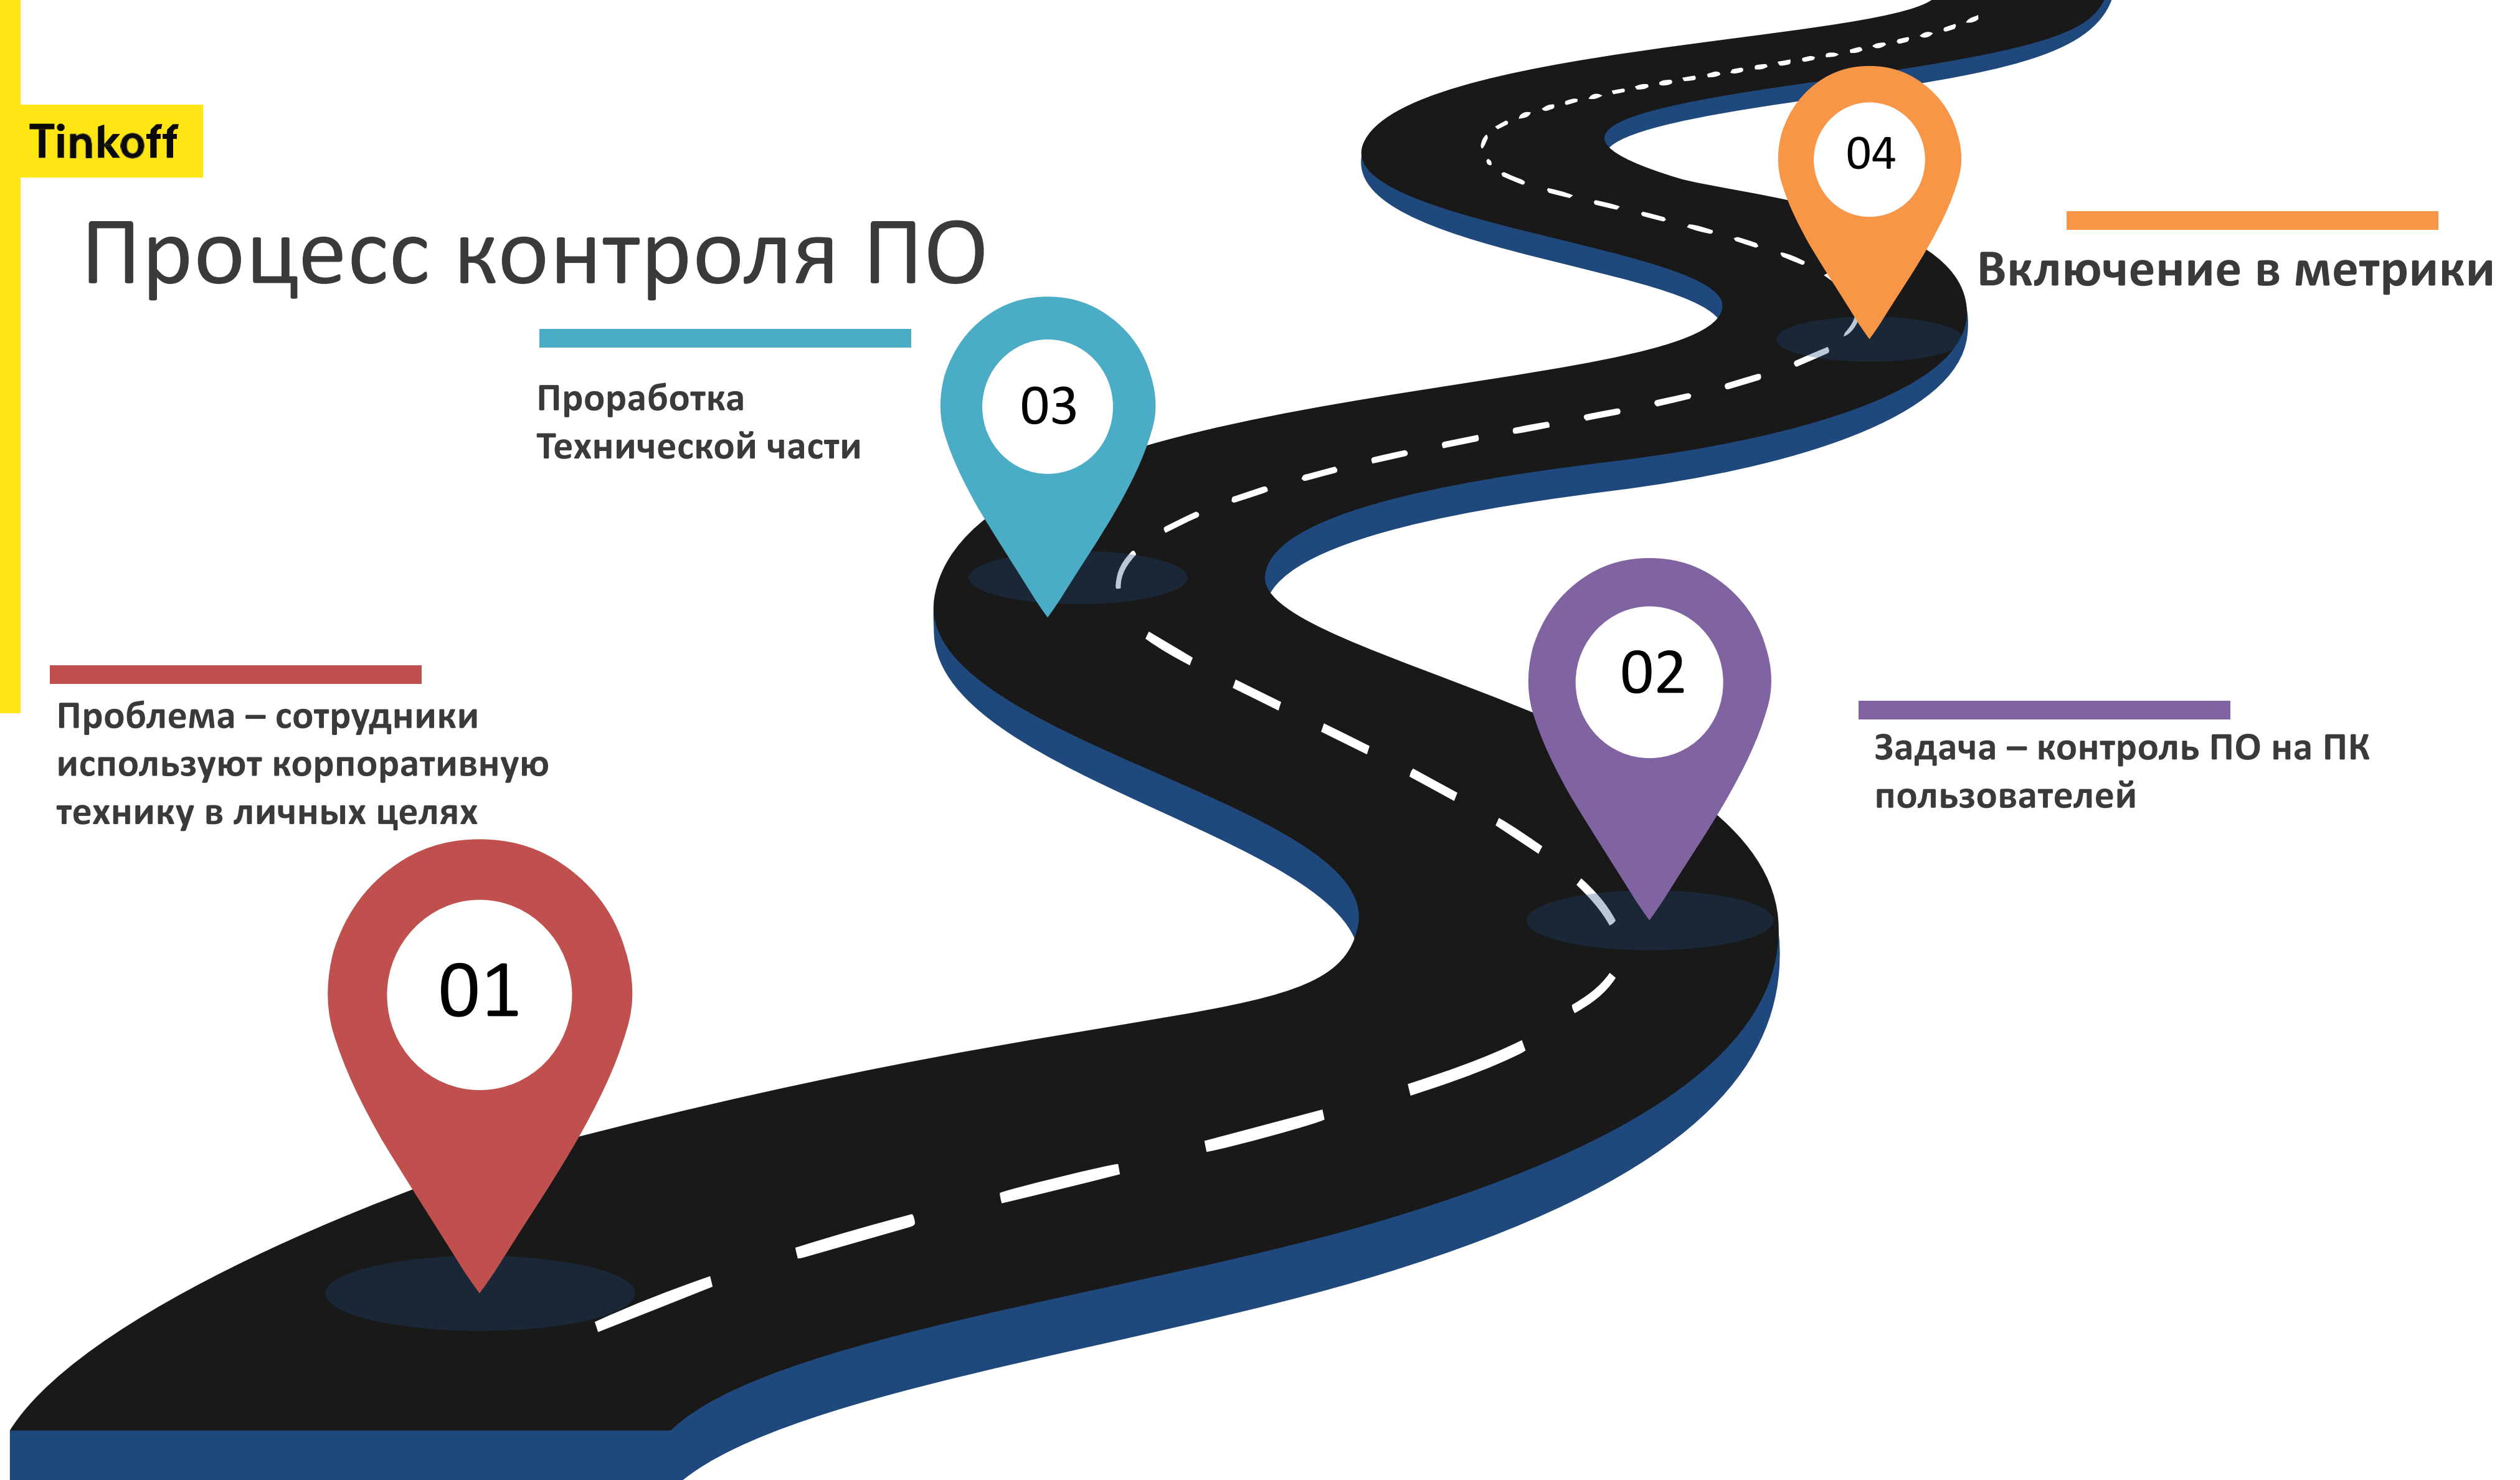 Tinkoff
Процесс контроля ПО
01
Проблема – сотрудники
используют корпоративную
технику в личных целях
02
Задача – контроль ПО на ПК
пользователей
03
Проработка
Технической части
04
Включение в метрики